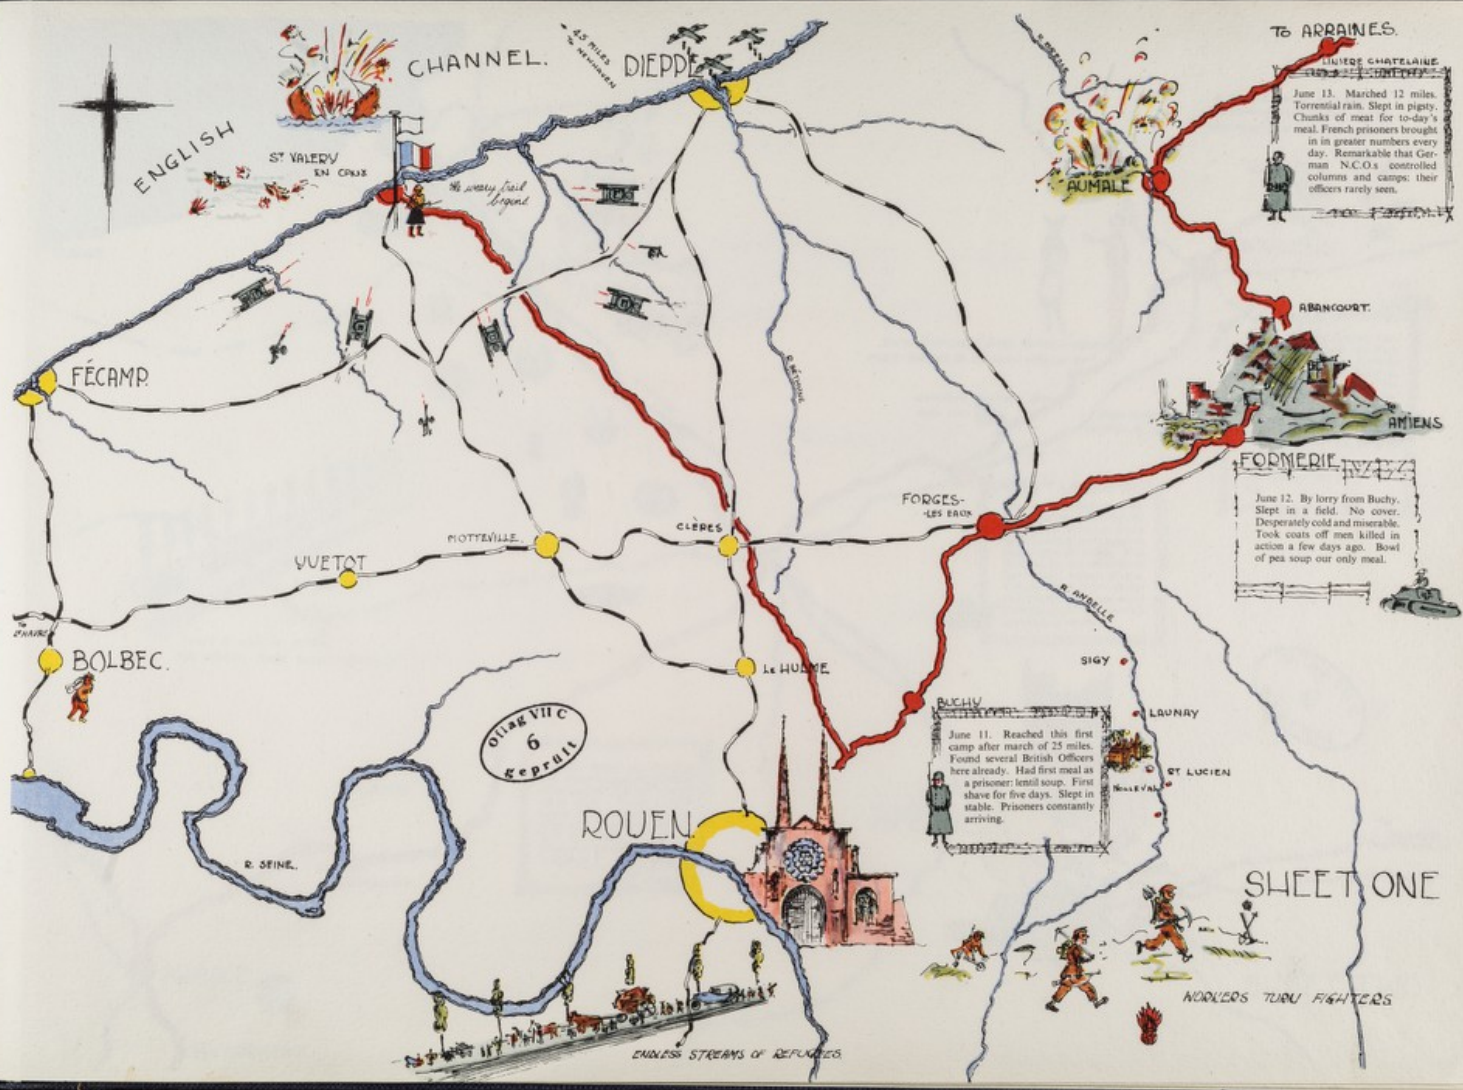 TO ARRAINES.
LINIERE CHATELAINE
June 13. Marched 12 miles.
Torrential rain. Slept in pigsty.
Chunks of meat for to-day's
meal. French prisoners brought
in in greater numbers every
day. Remarkable that Ger-
man N.C.O.s controlled
columns and camps: their
officers rarely seen.
45 MILES
TO NEWHAVEN
CHANNEL.
DIEPPE
ENGLISH
ST VALERY
EN CAUX
the weary trail
begins
AUMALE
ABANCOURT.
FÉCAMP.
R. BÉTHUNE
AMIENS
FORMERIE
June 12. By lorry from Buchy.
Slept in a field. No cover.
Desperately cold and miserable.
Took coats off men killed in
action a few days ago. Bowl
of pea soup our only meal.
FORGES-
-LES EAUX
CLÈRES
MOTTEVILLE.
YUETOT
R. ANDELLE
TO
LE HAVRE
BOLBEC.
LE HULME
SIGY
BUCHY
LAUNAY
June 11. Reached this first
camp after march of 25 miles.
Found several British Officers
here already. Had first meal as
a prisoner: lentil soup. First
shave for five days. Slept in
stable. Prisoners constantly
arriving.
ST LUCIEN
NOLLEVAL
Oflag VII C
6
geprüft
ROUEN.
R. SEINE.
SHEET ONE
WORKERS TURN FIGHTERS
ENDLESS STREAMS OF REFUGEES.